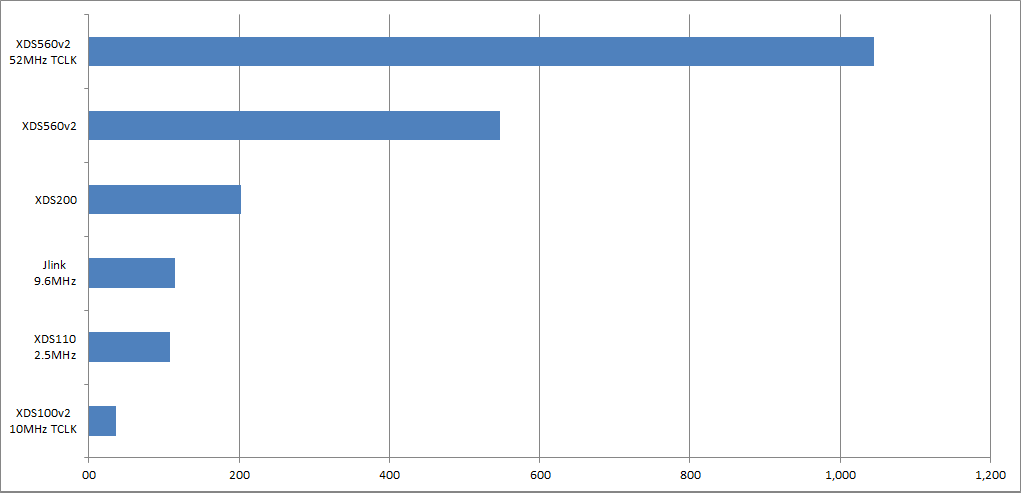 XDS560v2
52MHz TCLK
XDS560v2
XDS200
Jlink
9.6MHz
XDS110
2.5MHz
XDS100v2
10MHz TCLK
00 200 400 600 800 1,000 1,200